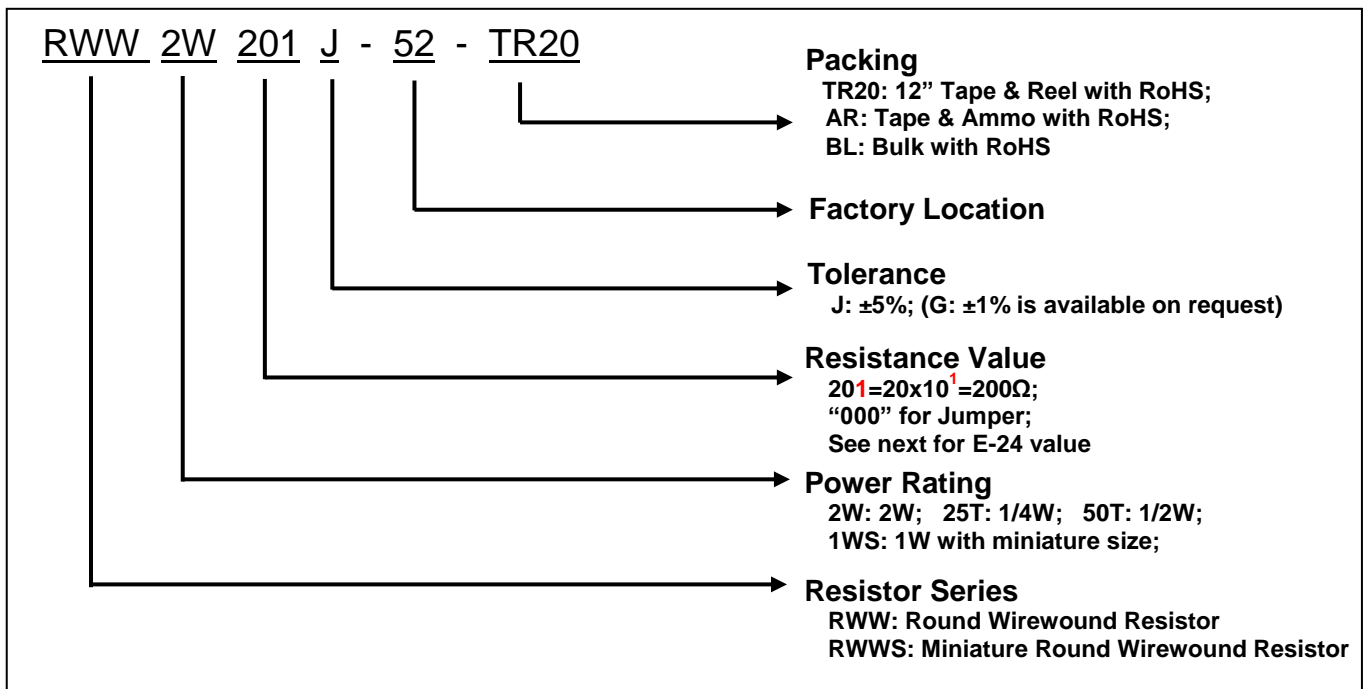 RWW 2W 201 J - 52 - TR20
Packing
TR20: 12” Tape & Reel with RoHS;
AR: Tape & Ammo with RoHS;
BL: Bulk with RoHS
Factory Location
Tolerance
J: ±5%; (G: ±1% is available on request)
Resistance Value
201=20x10¹=200Ω;
“000” for Jumper;
See next for E-24 value
Power Rating
2W: 2W; 25T: 1/4W; 50T: 1/2W;
1WS: 1W with miniature size;
Resistor Series
RWW: Round Wirewound Resistor
RWWS: Miniature Round Wirewound Resistor